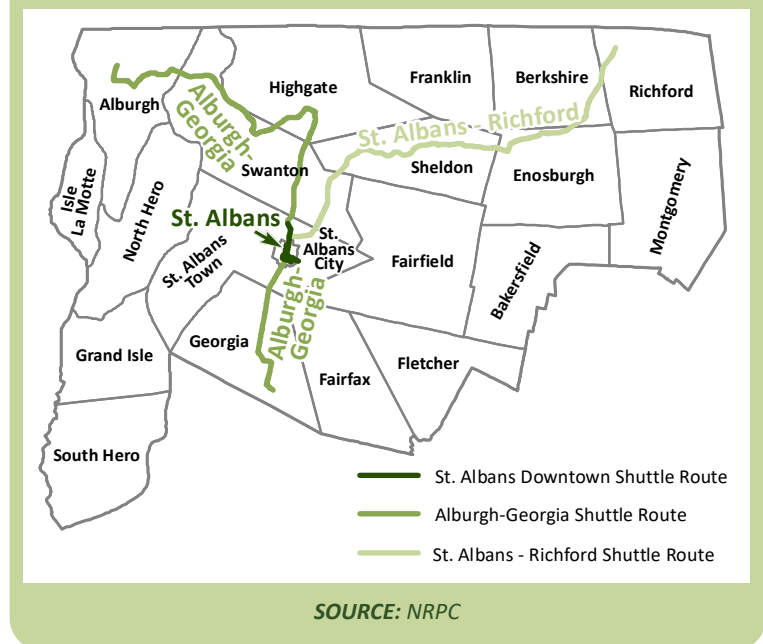 Alburgh
Highgate
Franklin
Berkshire
Richford
Alburgh-
Georgia
St. Albans - Richford
Swanton
Sheldon
Enosburgh
Montgomery
Isle
La Motte
North Hero
St. Albans
St. Albans
Town
St.
Albans
City
Fairfield
Bakersfield
Alburgh-
Georgia
Georgia
Grand Isle
Fairfax
Fletcher
South Hero
St. Albans Downtown Shuttle Route
Alburgh-Georgia Shuttle Route
St. Albans - Richford Shuttle Route
SOURCE: NRPC